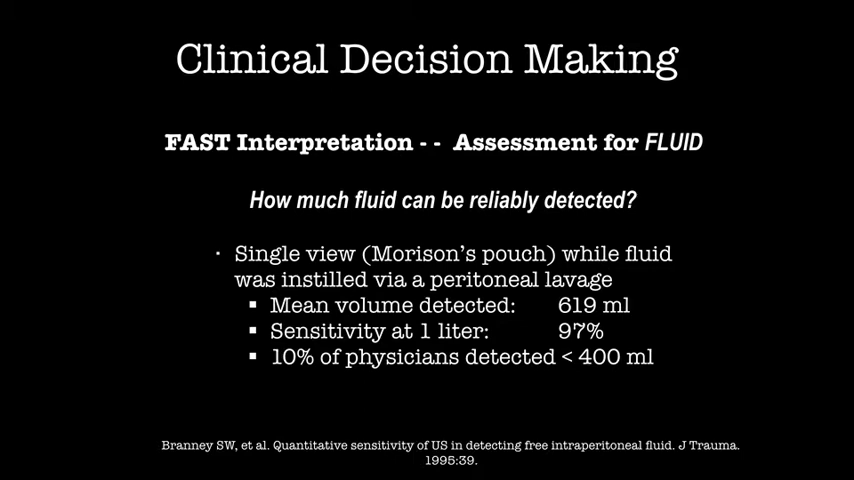 Clinical Decision Making
FAST Interpretation - - Assessment for FLUID
How much fluid can be reliably detected?
· Single view (Morison's pouch) while fluid
was instilled via a peritoneal lavage
▪ Mean volume detected: 619 ml
▪ Sensitivity at 1 liter: 97%
▪ 10% of physicians detected < 400 ml
Branney SW, et al. Quantitative sensitivity of US in detecting free intraperitoneal fluid. J Trauma.
1995:39.